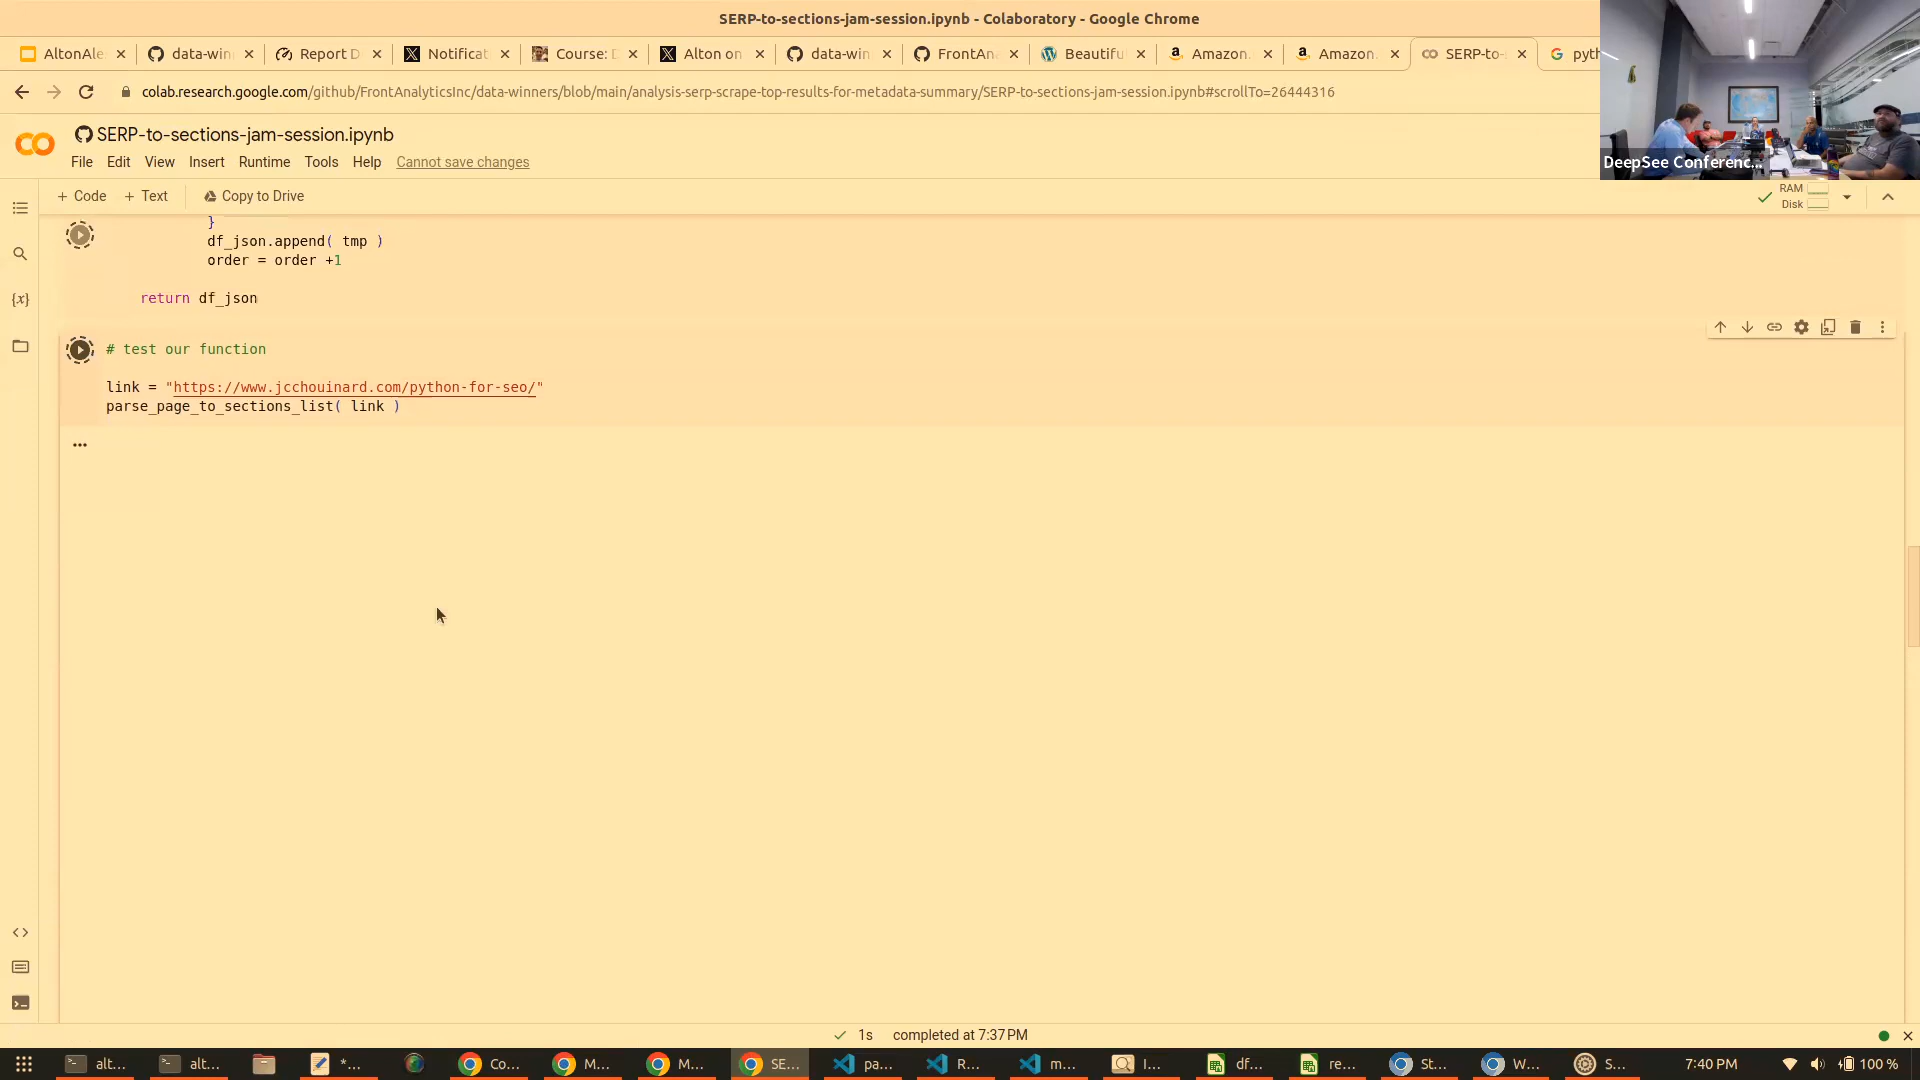 SERP-to-sections-jam-session.ipynb - Colaboratory - Google Chrome
AltonAle
data-win
Report D
Notificat
Course: D
Alton on
data-win
FrontAn
Beautifu
Amazon.
Amazon.
SERP-to-
pyth
colab.research.google.com/github/FrontAnalyticsInc/data-winners/blob/main/analysis-serp-scrape-top-results-for-metadata-summary/SERP-to-sections-jam-session.ipynb#scrollTo=26444316
SERP-to-sections-jam-session.ipynb
File Edit View Insert Runtime Tools Help Cannot save changes
DeepSee Conferenc...
+ Code + Text Copy to Drive
RAM
Disk
}
df_json.append( tmp )
order = order +1
return df_json
# test our function
link = "https://www.jcchouinard.com/python-for-seo/"
parse_page_to_sections_list( link )
...
1s completed at 7:37 PM
alt...
alt...
*...
Co...
M...
M...
SE...
pa...
R...
m...
I...
df...
re...
St...
W...
S...
7:40 PM
100 %